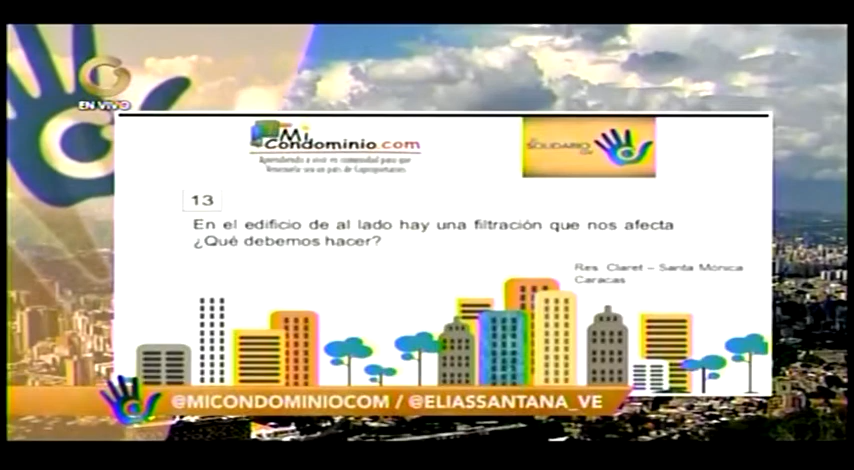 EN VIVO
Mi
Condominio.com
Aprendiendo a vivir en comunidad para que
Venezuela sea un país de Copropietarios
SOLIDARIO
13
En el edificio de al lado hay una filtración que nos afecta
¿Qué debemos hacer?
Res. Claret – Santa Mónica
Caracas
@MICONDOMINIOCOM / @ELIASSANTANA_VE